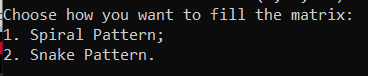 Choose how you want to fill the matrix:
1. Spiral Pattern;
2. Snake Pattern.